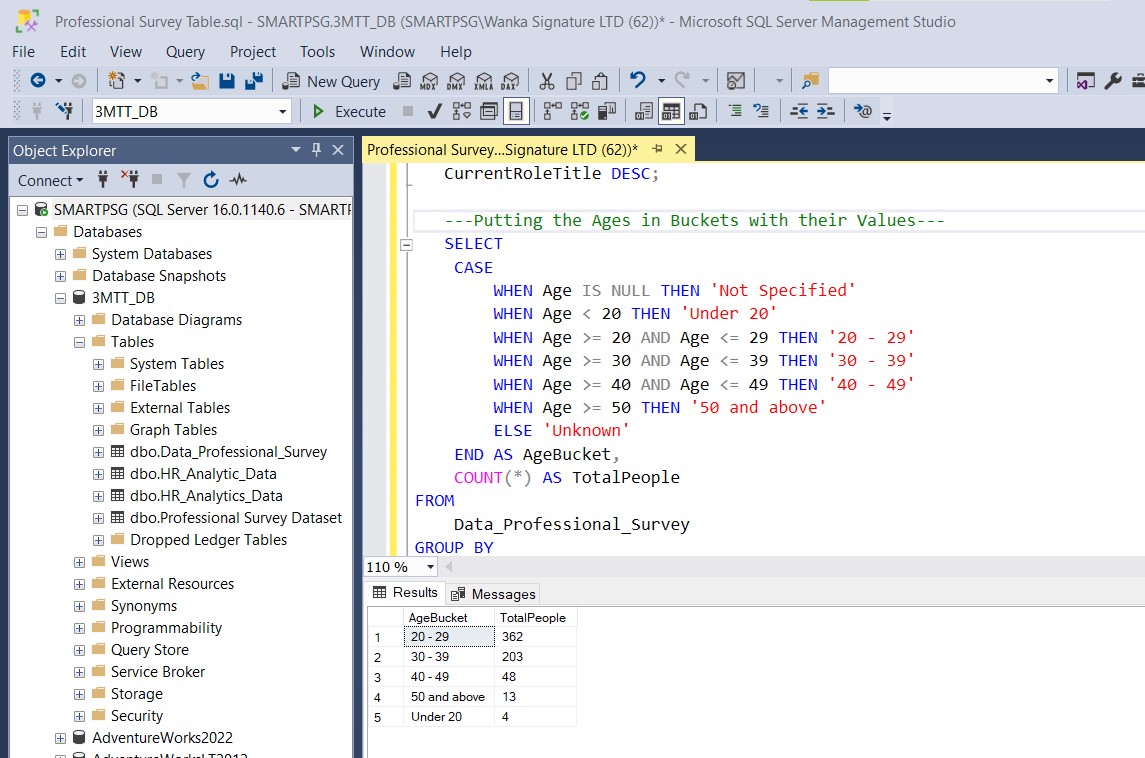 Professional Survey Table.sql - SMARTPSG.3MTT_DB (SMARTPSG\Wanka Signature LTD (62))* - Microsoft SQL Server Management Studio
File Edit View Query Project Tools Window Help
New Query MDX DMX XMLA DAX
3MTT_DB Execute
Object Explorer
Connect
SMARTPSG (SQL Server 16.0.1140.6 - SMARTP
Databases
System Databases
Database Snapshots
3MTT_DB
Database Diagrams
Tables
System Tables
FileTables
External Tables
Graph Tables
dbo.Data_Professional_Survey
dbo.HR_Analytic_Data
dbo.HR_Analytics_Data
dbo.Professional Survey Dataset
Dropped Ledger Tables
Views
External Resources
Synonyms
Programmability
Query Store
Service Broker
Storage
Security
AdventureWorks2022
AdventureWorksLT2012
Professional Survey...Signature LTD (62))*
CurrentRoleTitle DESC;
---Putting the Ages in Buckets with their Values---
SELECT
CASE
WHEN Age IS NULL THEN 'Not Specified'
WHEN Age < 20 THEN 'Under 20'
WHEN Age >= 20 AND Age <= 29 THEN '20 - 29'
WHEN Age >= 30 AND Age <= 39 THEN '30 - 39'
WHEN Age >= 40 AND Age <= 49 THEN '40 - 49'
WHEN Age >= 50 THEN '50 and above'
ELSE 'Unknown'
END AS AgeBucket,
COUNT(*) AS TotalPeople
FROM
Data_Professional_Survey
GROUP BY
110 %
Results Messages
AgeBucket TotalPeople
1 20 - 29 362
2 30 - 39 203
3 40 - 49 48
4 50 and above 13
5 Under 20 4